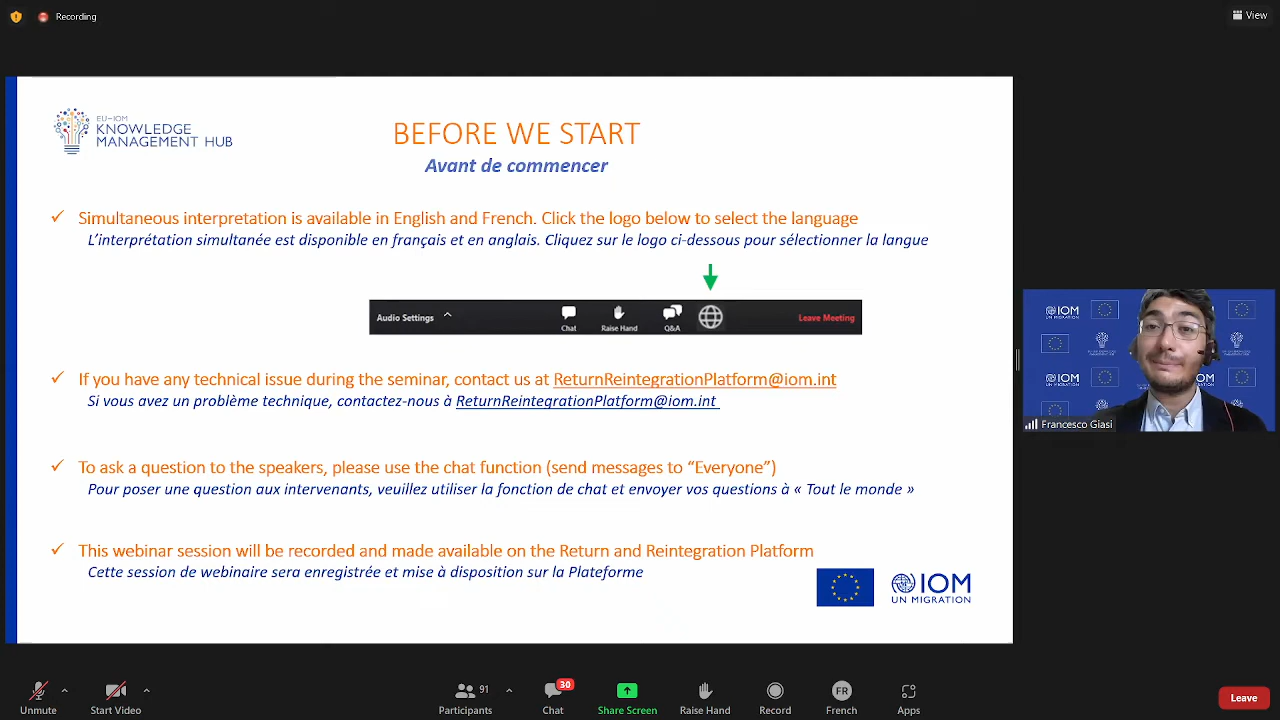 Recording
View
EU-IOM
KNOWLEDGE
MANAGEMENT HUB
BEFORE WE START
Avant de commencer
✓ Simultaneous interpretation is available in English and French. Click the logo below to select the language
L'interprétation simultanée est disponible en français et en anglais. Cliquez sur le logo ci-dessous pour sélectionner la langue
Audio Settings
Chat
Raise Hand
Q&A
Leave Meeting
✓ If you have any technical issue during the seminar, contact us at ReturnReintegrationPlatform@iom.int
Si vous avez un problème technique, contactez-nous à ReturnReintegrationPlatform@iom.int
IOM
IOM
IOM
Francesco Giasi
✓ To ask a question to the speakers, please use the chat function (send messages to “Everyone”)
Pour poser une question aux intervenants, veuillez utiliser la fonction de chat et envoyer vos questions à « Tout le monde »
✓ This webinar session will be recorded and made available on the Return and Reintegration Platform
Cette session de webinaire sera enregistrée et mise à disposition sur la Plateforme
IOM
UN MIGRATION
Unmute
Start Video
91
Participants
30
Chat
Share Screen
Raise Hand
Record
FR
French
Apps
Leave